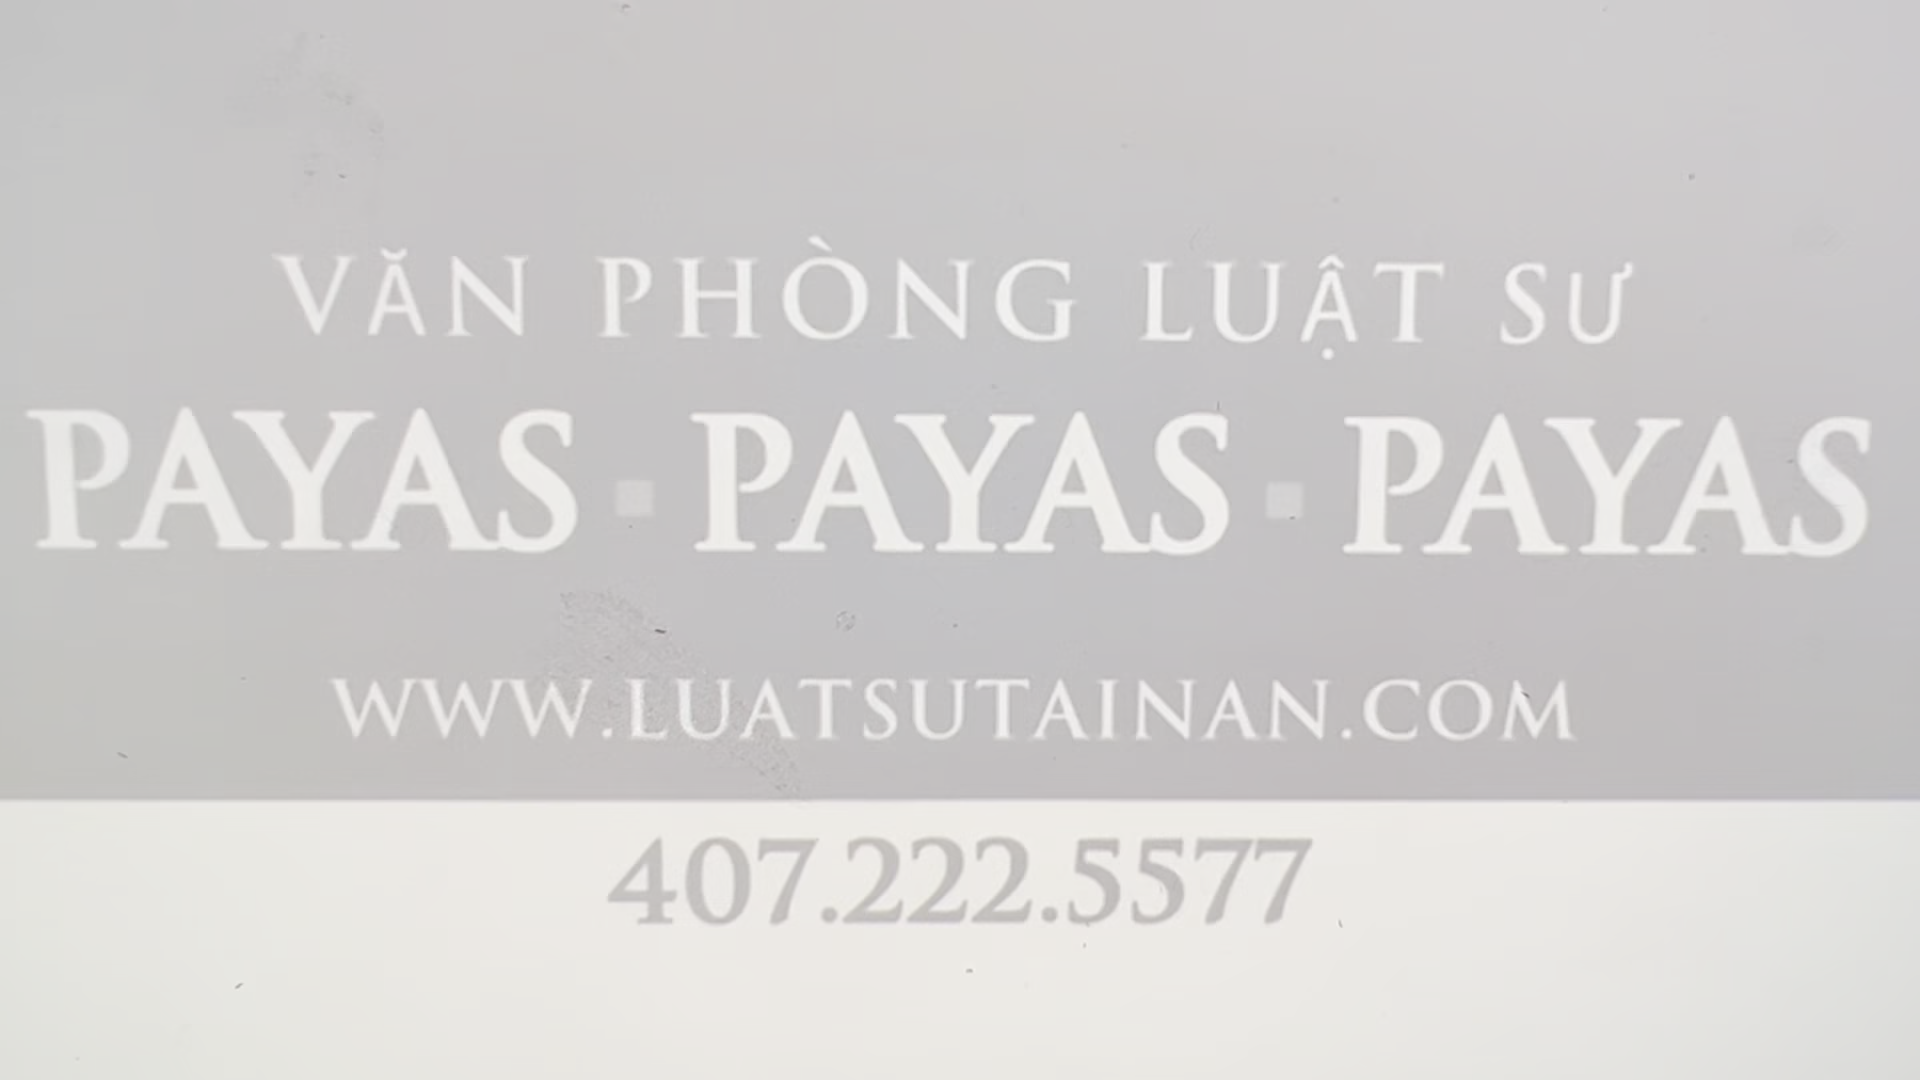 VĂN PHÒNG LUẬT SƯ
PAYAS ▪ PAYAS ▪ PAYAS
WWW.LUATSUTAINAN.COM
407.222.5577